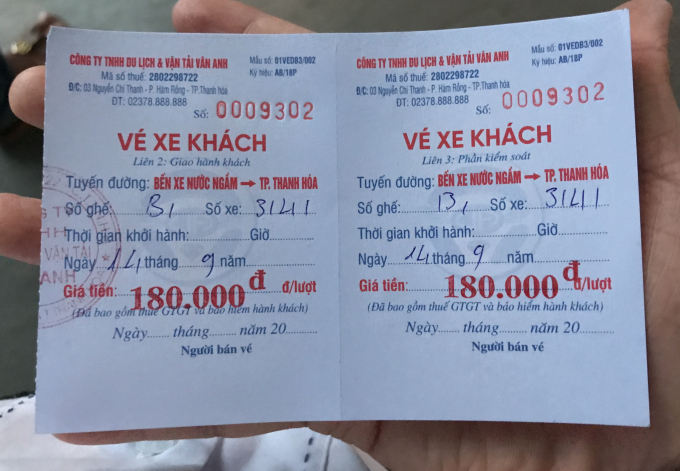 CÔNG TY TNHH DU LỊCH & VẬN TẢI VÂN ANH
Mẫu số: 01VEDB3/002
Ký hiệu: AB/18P
Mã số thuế: 2802298722
Đ/C: 03 Nguyễn Chí Thanh - P. Hàm Rồng - TP.Thanh hóa
ĐT: 02378.888.888
Số: 0009302
VÉ XE KHÁCH
Liên 2: Giao hành khách
Tuyến đường: BẾN XE NƯỚC NGẦM → TP. THANH HÓA
Số ghế: B1 Số xe: 3141
Thời gian khởi hành: Giờ
Ngày 14 tháng 9 năm
Giá tiền: 180.000đ đ/lượt
(Đã bao gồm thuế GTGT và bảo hiểm hành khách)
Ngày tháng năm 20
Người bán vé
VẬN TẢI
ANH
CÔNG TY TNHH DU LỊCH & VẬN TẢI VÂN ANH
Mẫu số: 01VEDB3/002
Ký hiệu: AB/18P
Mã số thuế: 2802298722
Đ/C: 03 Nguyễn Chí Thanh - P. Hàm Rồng - TP.Thanh hóa
ĐT: 02378.888.888
Số: 0009302
VÉ XE KHÁCH
Liên 3: Phần kiểm soát
Tuyến đường: BẾN XE NƯỚC NGẦM → TP. THANH HÓA
Số ghế: B1 Số xe: 3141
Thời gian khởi hành: Giờ
Ngày 14 tháng 9 năm
Giá tiền: 180.000đ đ/lượt
(Đã bao gồm thuế GTGT và bảo hiểm hành khách)
Ngày tháng năm 20
Người bán vé